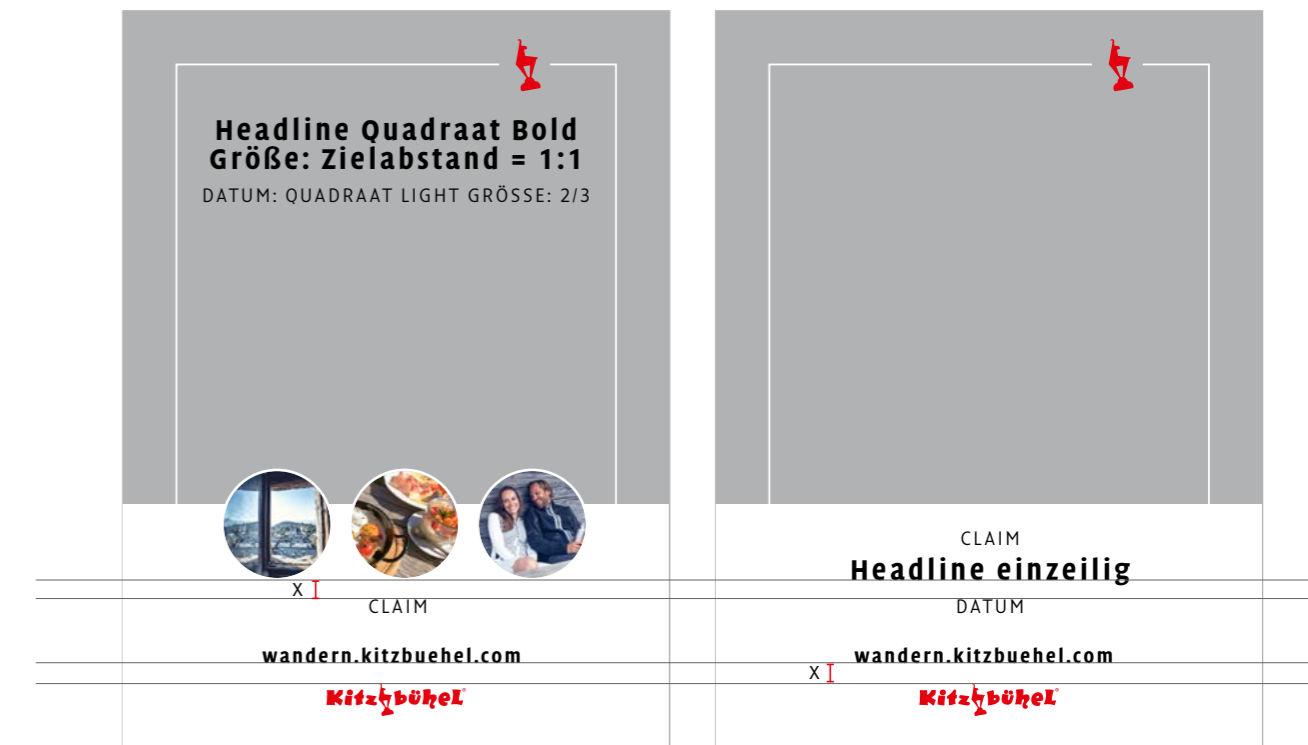 Headline Quadraat Bold
Größe: Zielabstand = 1:1
DATUM: QUADRAAT LIGHT GRÖSSE: 2/3
X
CLAIM
wandern.kitzbuehel.com
Kitzbühel®
CLAIM
Headline einzeilig
DATUM
wandern.kitzbuehel.com
X
Kitzbühel®